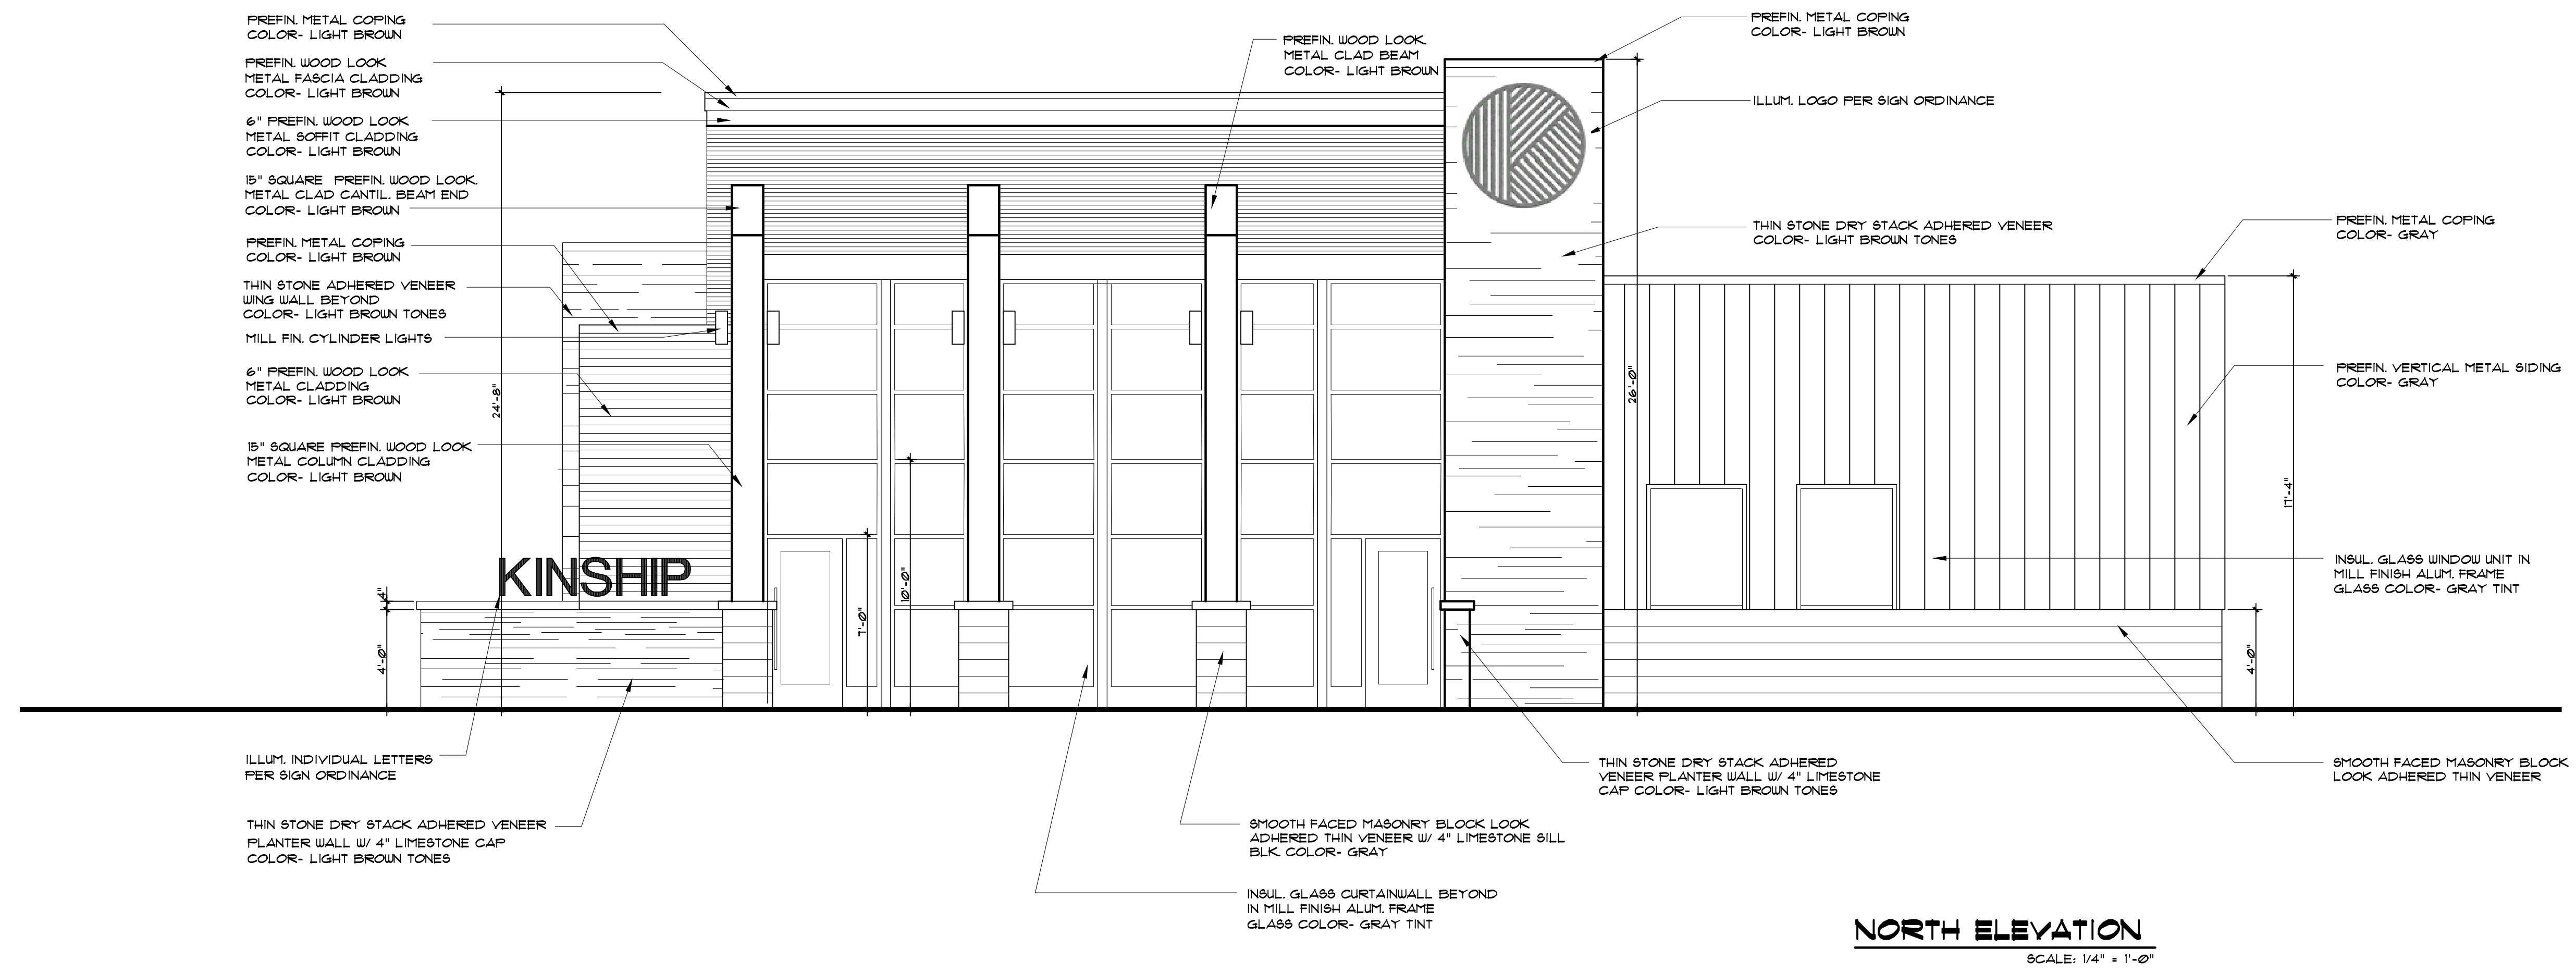 PREFIN. METAL COPING
COLOR- LIGHT BROWN
PREFIN. WOOD LOOK
METAL FASCIA CLADDING
COLOR- LIGHT BROWN
6" PREFIN. WOOD LOOK
METAL SOFFIT CLADDING
COLOR- LIGHT BROWN
15" SQUARE PREFIN. WOOD LOOK
METAL CLAD CANTIL. BEAM END
COLOR- LIGHT BROWN
PREFIN. METAL COPING
COLOR- LIGHT BROWN
THIN STONE ADHERED VENEER
WING WALL BEYOND
COLOR- LIGHT BROWN TONES
MILL FIN. CYLINDER LIGHTS
6" PREFIN. WOOD LOOK
METAL CLADDING
COLOR- LIGHT BROWN
15" SQUARE PREFIN. WOOD LOOK
METAL COLUMN CLADDING
COLOR- LIGHT BROWN
24'-8"
KINSHIP
4"
4'-0"
7'-0"
10'-0"
PREFIN. WOOD LOOK
METAL CLAD BEAM
COLOR- LIGHT BROWN
PREFIN. METAL COPING
COLOR- LIGHT BROWN
ILLUM. LOGO PER SIGN ORDINANCE
THIN STONE DRY STACK ADHERED VENEER
COLOR- LIGHT BROWN TONES
26'-0"
PREFIN. METAL COPING
COLOR- GRAY
PREFIN. VERTICAL METAL SIDING
COLOR- GRAY
17'-4"
INSUL. GLASS WINDOW UNIT IN
MILL FINISH ALUM. FRAME
GLASS COLOR- GRAY TINT
4'-0"
ILLUM. INDIVIDUAL LETTERS
PER SIGN ORDINANCE
THIN STONE DRY STACK ADHERED VENEER
PLANTER WALL W/ 4" LIMESTONE CAP
COLOR- LIGHT BROWN TONES
THIN STONE DRY STACK ADHERED
VENEER PLANTER WALL W/ 4" LIMESTONE
CAP COLOR- LIGHT BROWN TONES
SMOOTH FACED MASONRY BLOCK
LOOK ADHERED THIN VENEER
SMOOTH FACED MASONRY BLOCK LOOK
ADHERED THIN VENEER W/ 4" LIMESTONE SILL
BLK. COLOR- GRAY
INSUL. GLASS CURTAINWALL BEYOND
IN MILL FINISH ALUM. FRAME
GLASS COLOR- GRAY TINT
NORTH ELEVATION
SCALE: 1/4" = 1'-0"